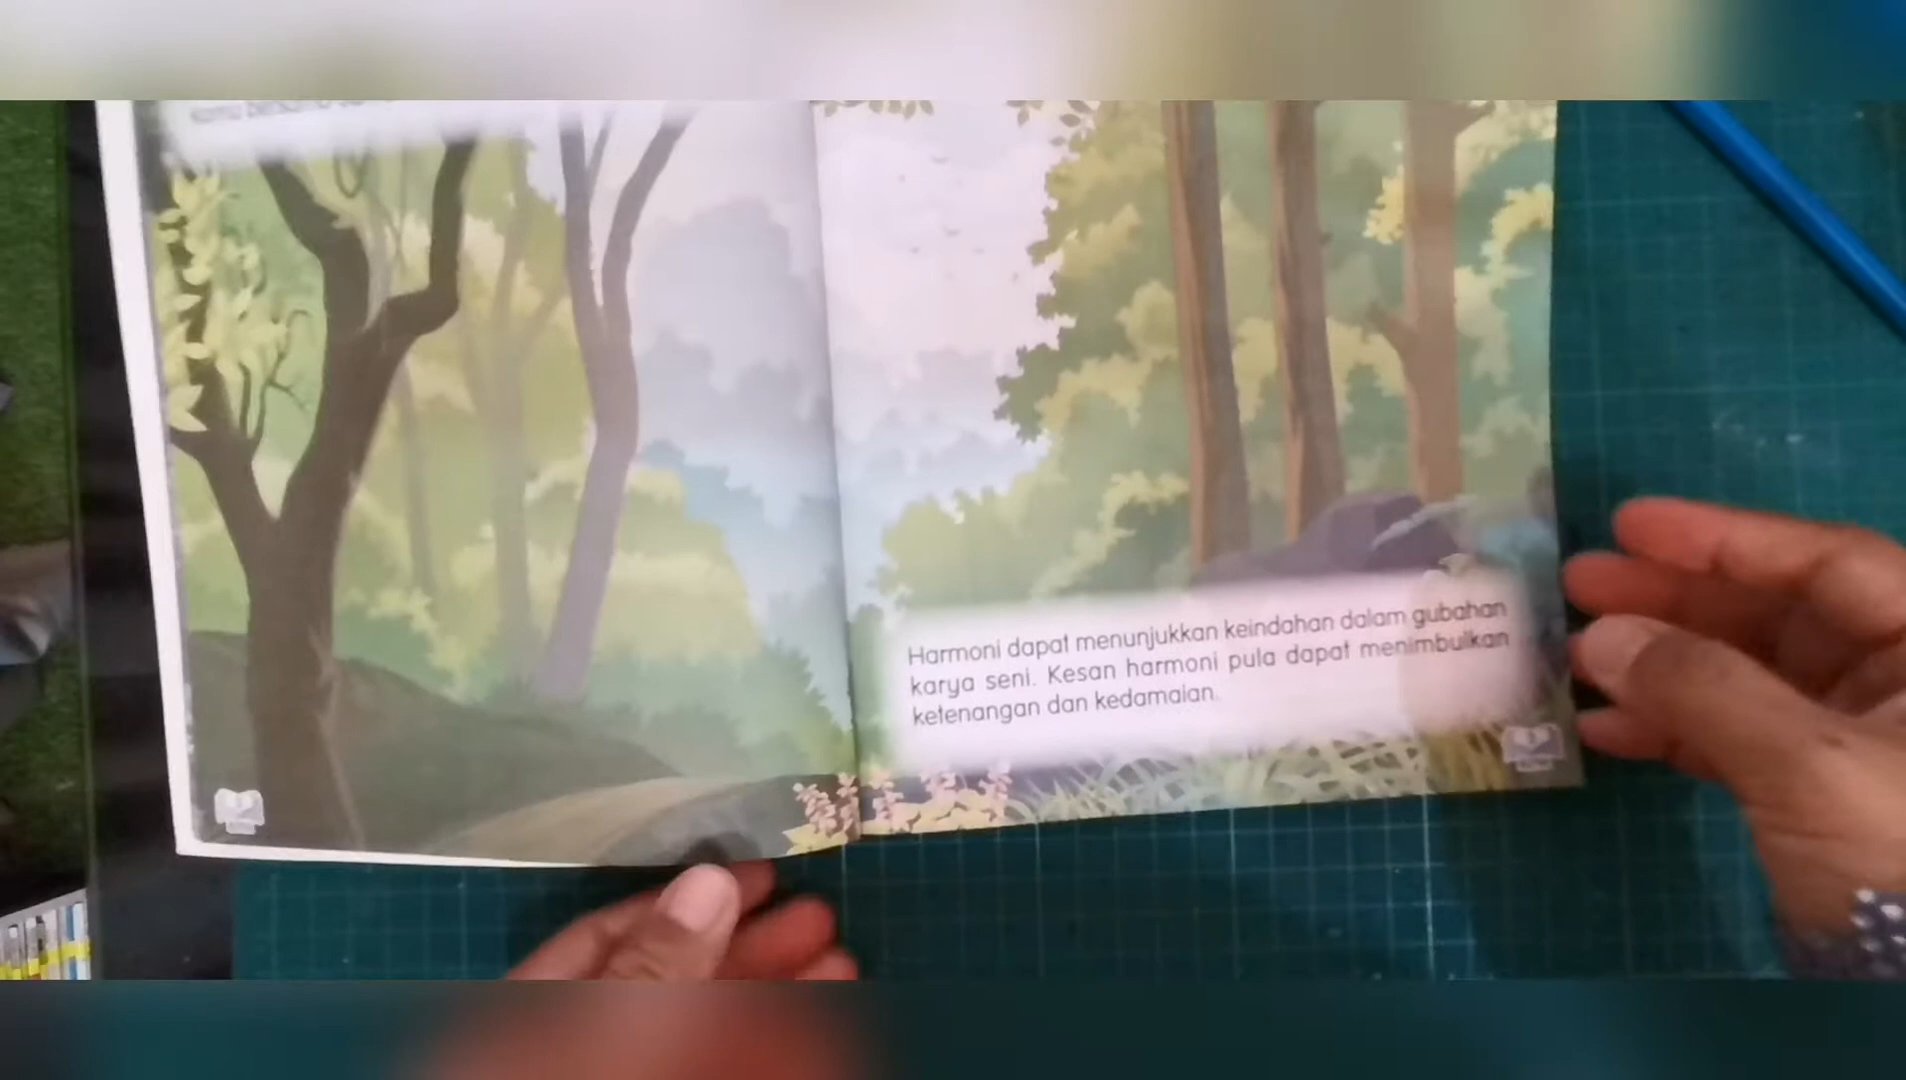 Harmoni dapat menunjukkan keindahan dalam gubahan
karya seni. Kesan harmoni pula dapat menimbulkan
ketenangan dan kedamaian.